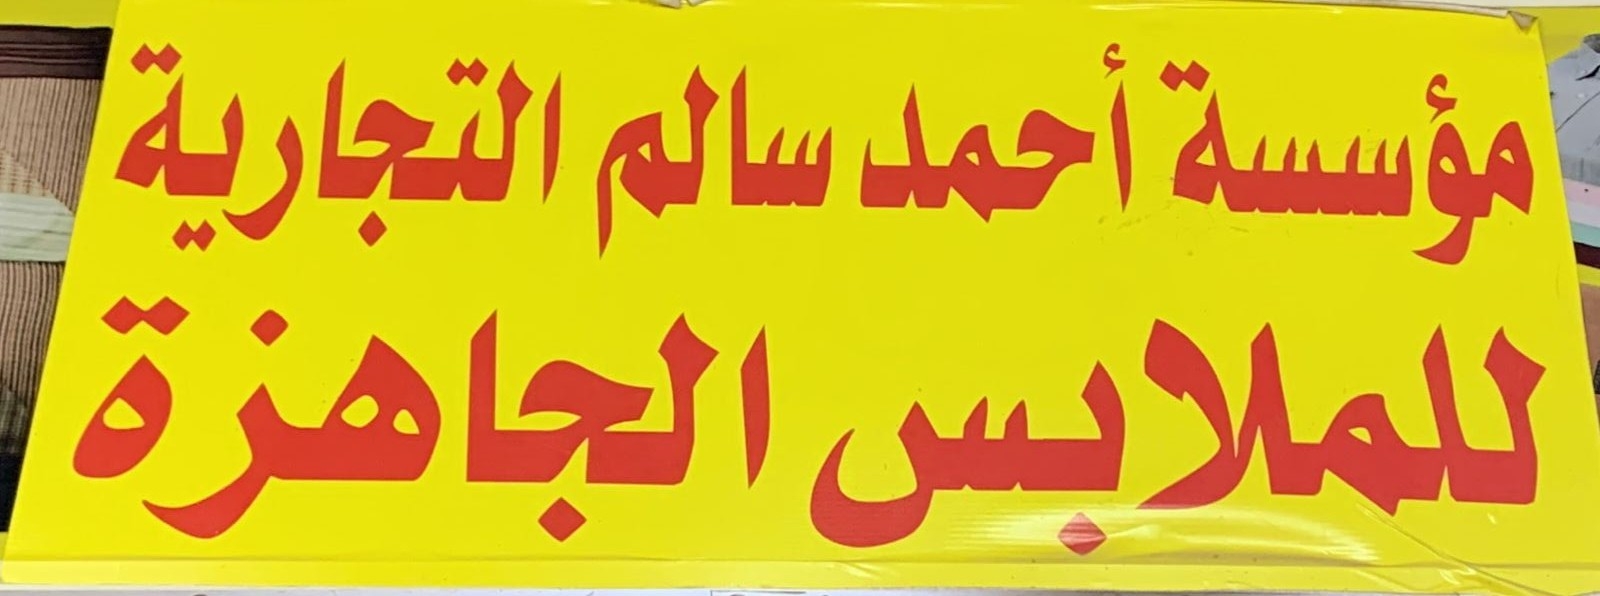 مؤسسة أحمد سالم التجارية
للملابس الجاهزة